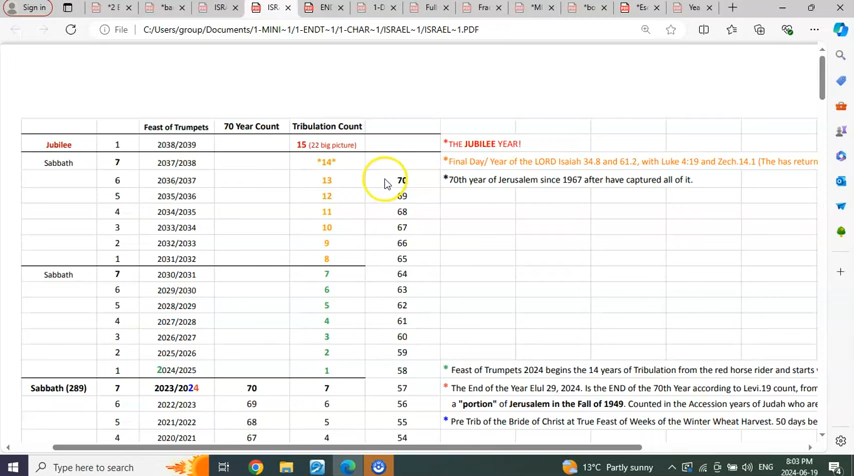 Sign in
*2 E
*ba
ISRA
ISR
END
1-D
Full
Fra
*Mi
*bo
*Es
Yea
File
C:/Users/group/Documents/1-MINI~1/1-ENDT~1/1-CHAR~1/ISRAEL~1/ISRAEL~1.PDF
Feast of Trumpets 70 Year Count Tribulation Count
Jubilee 1 2038/2039 15 (22 big picture) *THE JUBILEE YEAR!
Sabbath 7 2037/2038 *14* *Final Day/ Year of the LORD Isaiah 34.8 and 61.2, with Luke 4:19 and Zech.14.1 (The has return
6 2036/2037 13 70 *70th year of Jerusalem since 1967 after have captured all of it.
5 2035/2036 12 69
4 2034/2035 11 68
3 2033/2034 10 67
2 2032/2033 9 66
1 2031/2032 8 65
Sabbath 7 2030/2031 7 64
6 2029/2030 6 63
5 2028/2029 5 62
4 2027/2028 4 61
3 2026/2027 3 60
2 2025/2026 2 59
1 2024/2025 1 58 * Feast of Trumpets 2024 begins the 14 years of Tribulation from the red horse rider and starts
Sabbath (289) 7 2023/2024 70 7 57 * The End of the Year Elul 29, 2024. Is the END of the 70th Year according to Levi.19 count, from
6 2022/2023 69 6 56 a "portion" of Jerusalem in the Fall of 1949. Counted in the Accession years of Judah who are
5 2021/2022 68 5 55 * Pre Trib of the Bride of Christ at True Feast of Weeks of the Winter Wheat Harvest. 50 days be
4 2020/2021 67 4 54
Type here to search
13°C Partly sunny
8:03 PM
2024-06-19